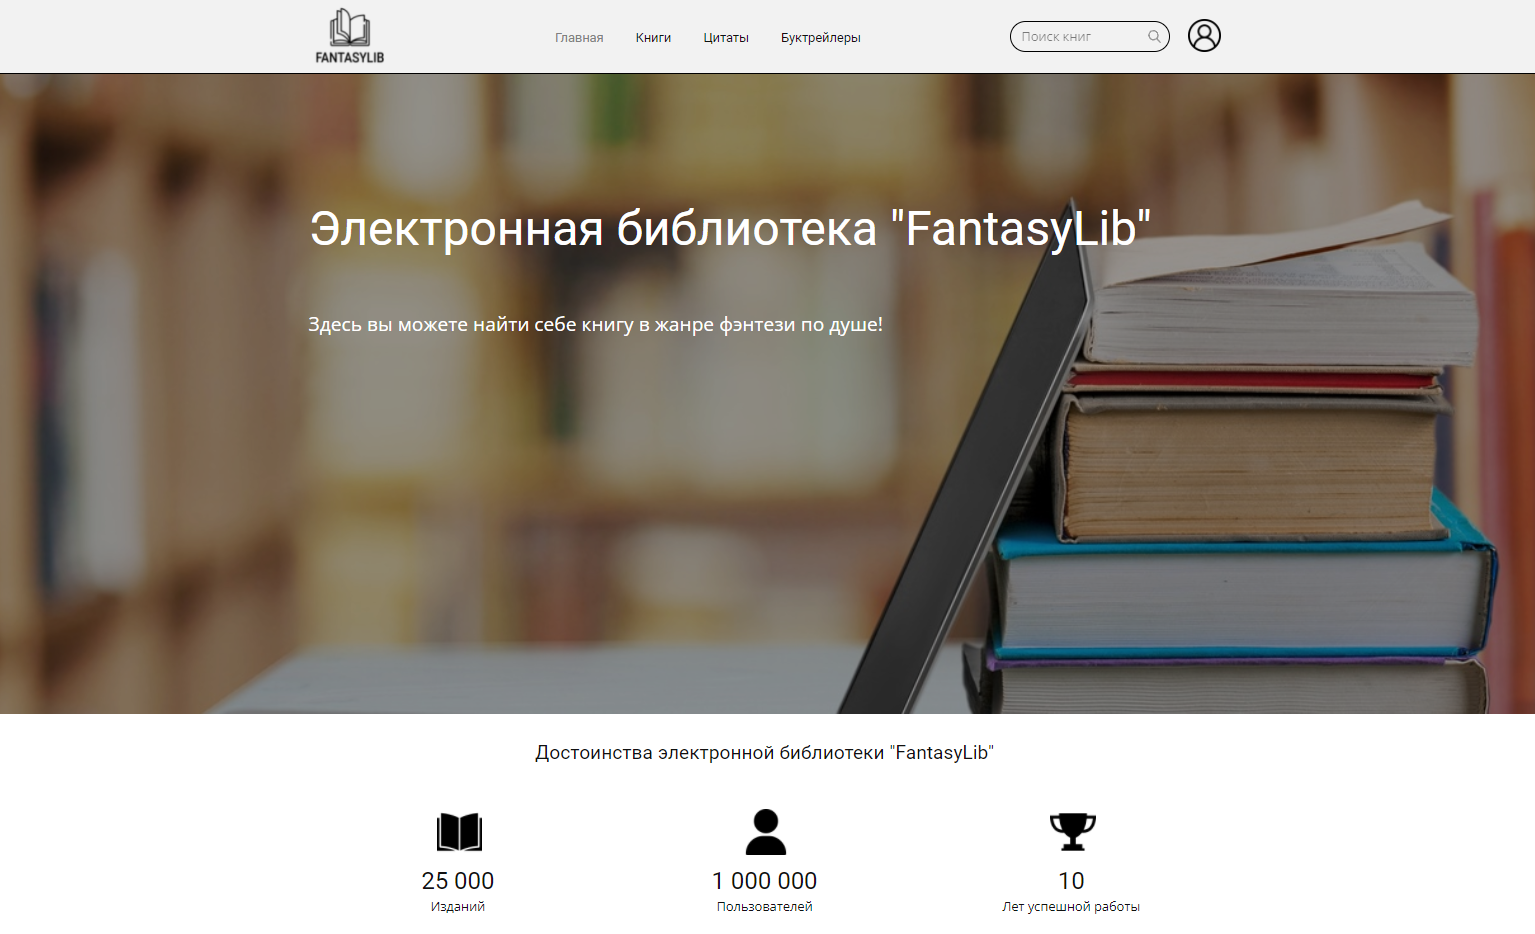 FANTASYLIB
Главная Книги Цитаты Буктрейлеры
Поиск книг
Электронная библиотека "FantasyLib"
Здесь вы можете найти себе книгу в жанре фэнтези по душе!
Достоинства электронной библиотеки "FantasyLib"
25 000
Изданий
1 000 000
Пользователей
10
Лет успешной работы